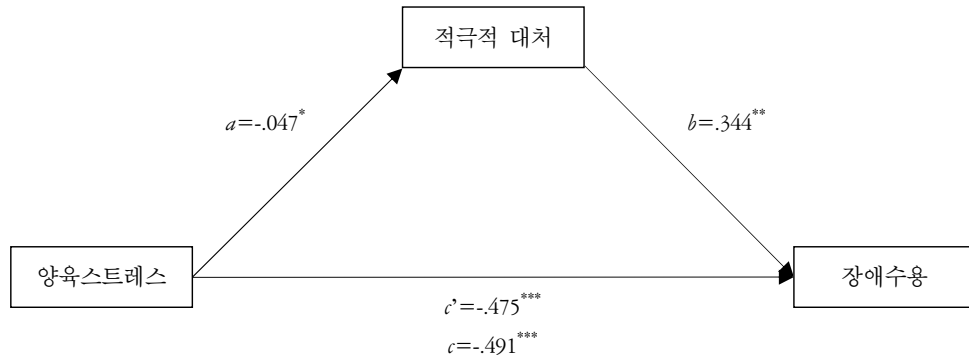 적극적 대처
a=-.047*
b=.344**
양육스트레스
장애수용
c'=-.475***
c=-.491***